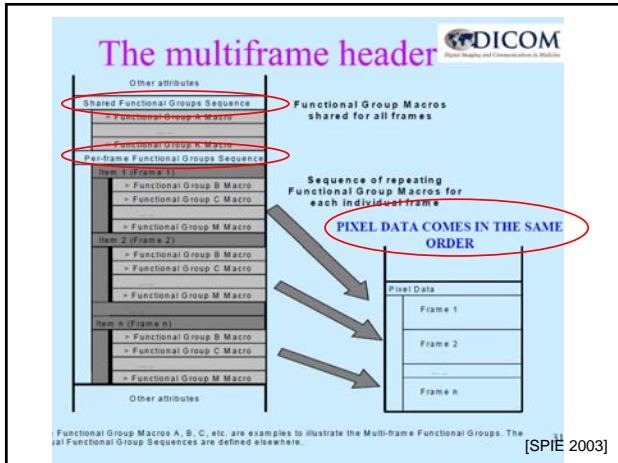 The multiframe header
DICOM
Digital Imaging and Communications in Medicine
Other attributes
Shared Functional Groups Sequence
> Functional Group A Macro
... ...
> Functional Group K Macro
Per-frame Functional Groups Sequence
Item 1 (Frame 1)
> Functional Group B Macro
> Functional Group C Macro
... ...
> Functional Group M Macro
Item 2 (Frame 2)
> Functional Group B Macro
> Functional Group C Macro
... ...
> Functional Group M Macro
... ...
Item n (Frame n)
> Functional Group B Macro
> Functional Group C Macro
... ...
> Functional Group M Macro
Other attributes
Functional Group Macros
shared for all frames
Sequence of repeating
Functional Group Macros for
each individual frame
PIXEL DATA COMES IN THE SAME
ORDER
Pixel Data
Frame 1
Frame 2
... ...
Frame n
Functional Group Macros A, B, C, etc. are examples to illustrate the Multi-frame Functional Groups. The
ual Functional Group Sequences are defined elsewhere.
[SPIE 2003]